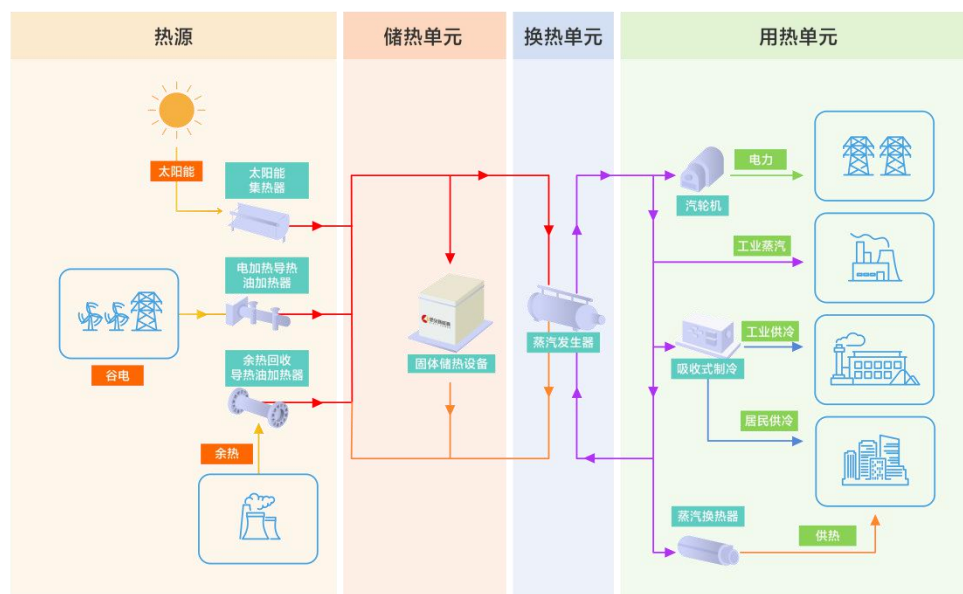 热源
储热单元
换热单元
用热单元
太阳能
太阳能
集热器
电加热导热
油加热器
谷电
余热回收
导热油加热器
余热
固体储热设备
蒸汽发生器
汽轮机
电力
工业蒸汽
吸收式制冷
工业供冷
居民供冷
蒸汽换热器
供热